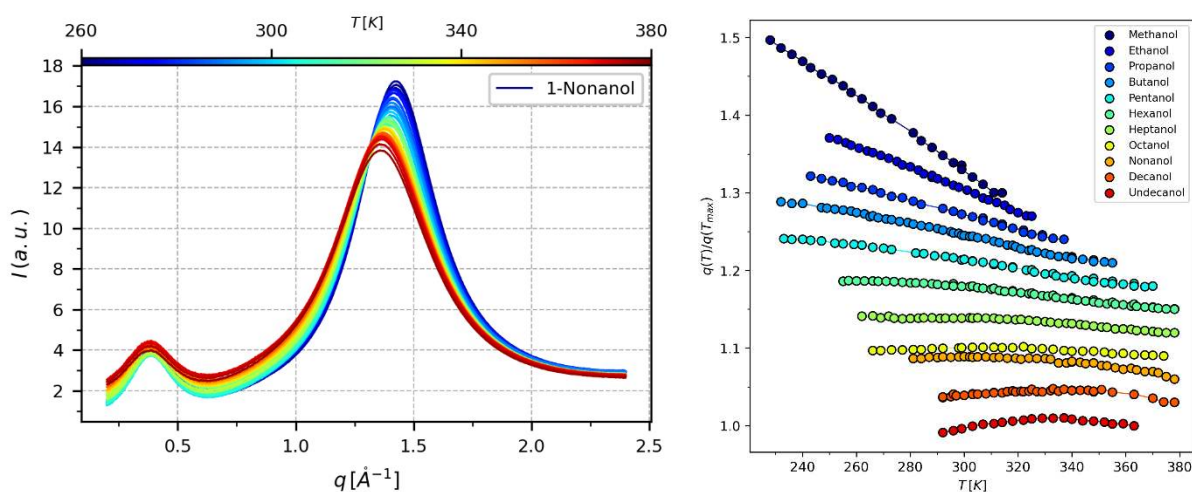 T [K]
260 300 340 380
18
16
14
12
10
8
6
4
2
I (a. u.)
1-Nonanol
0.5 1.0 1.5 2.0 2.5
q [Å⁻¹]
1.5
1.4
1.3
1.2
1.1
1.0
q(T)/q(Tmax)
Methanol
Ethanol
Propanol
Butanol
Pentanol
Hexanol
Heptanol
Octanol
Nonanol
Decanol
Undecanol
240 260 280 300 320 340 360 380
T [K]